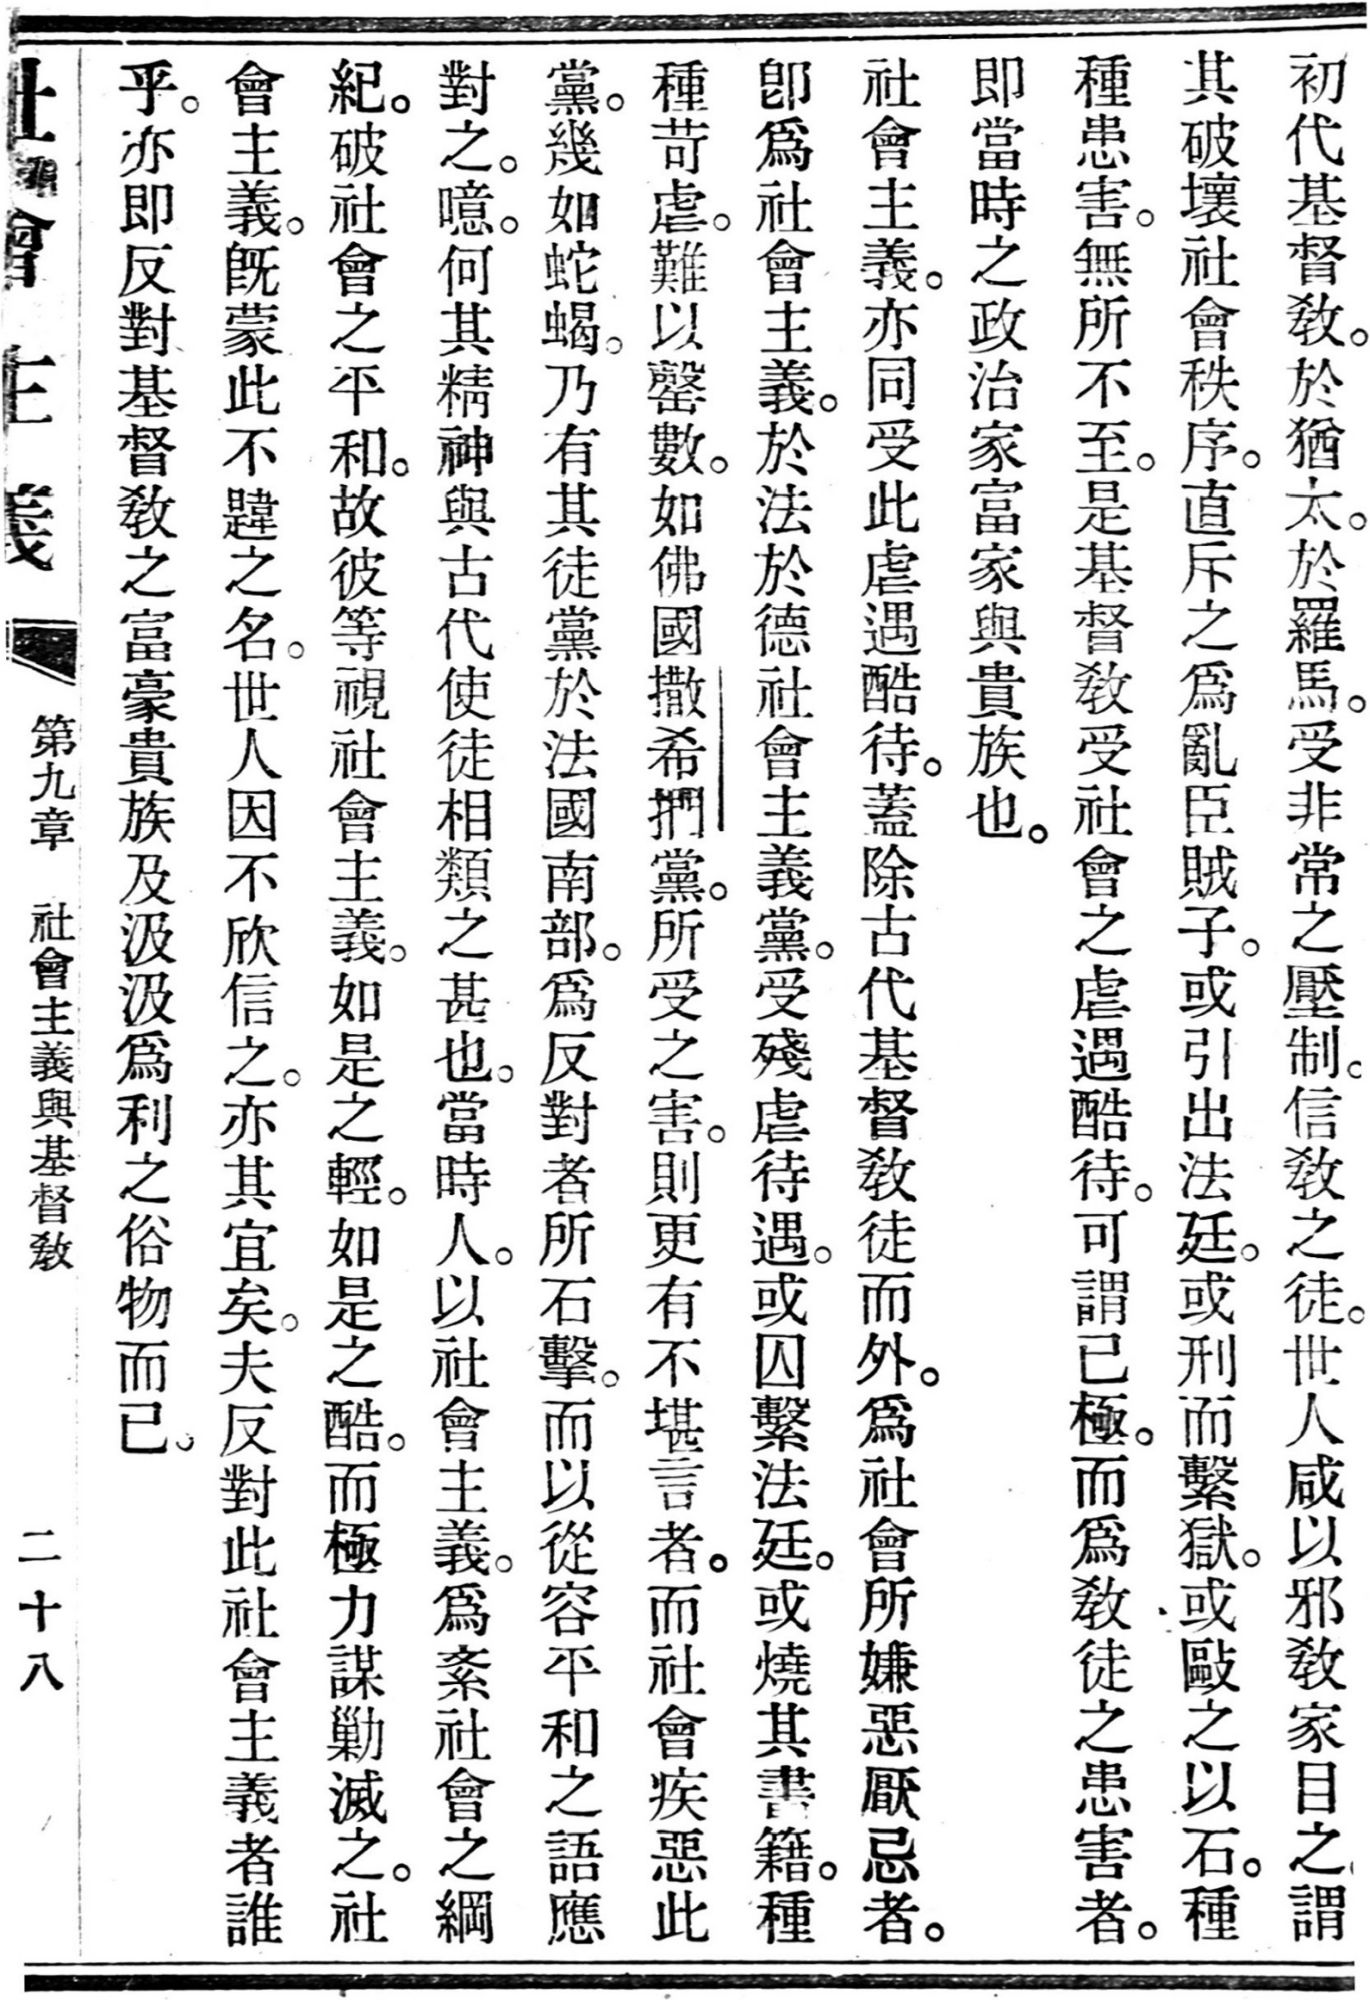 初代基督敎。於猶太。於羅馬。受非常之壓制。信敎之徒。世人咸以邪敎家目之。謂
其破壞社會秩序。直斥之爲亂臣賊子。或引出法廷。或刑而繫獄。或毆之以石。種
種患害。無所不至。是基督敎受社會之虐遇酷待。可謂已極。而爲敎徒之患害者。
即當時之政治家富家與貴族也。
社會主義。亦同受此虐遇酷待。蓋除古代基督敎徒而外。爲社會所嫌惡厭忌者。
卽爲社會主義。於法於德社會主義黨。受殘虐待遇。或囚繫法廷。或燒其書籍。種
種苛虐。難以罄數。如佛國撒希捫黨。所受之害。則更有不堪言者。而社會疾惡此
黨。幾如蛇蝎。乃有其徒黨於法國南部。爲反對者所石擊。而以從容平和之語應
對之。噫。何其精神與古代使徒相類之甚也。當時人。以社會主義。爲紊社會之綱
紀。破社會之平和。故彼等視社會主義。如是之輕。如是之酷。而極力謀勦滅之。社
會主義。旣蒙此不韙之名。世人因不欣信之。亦其宜矣。夫反對此社會主義者誰
乎。亦即反對基督敎之富豪貴族及汲汲爲利之俗物而已。
社會主義
第九章 社會主義與基督敎
二十八